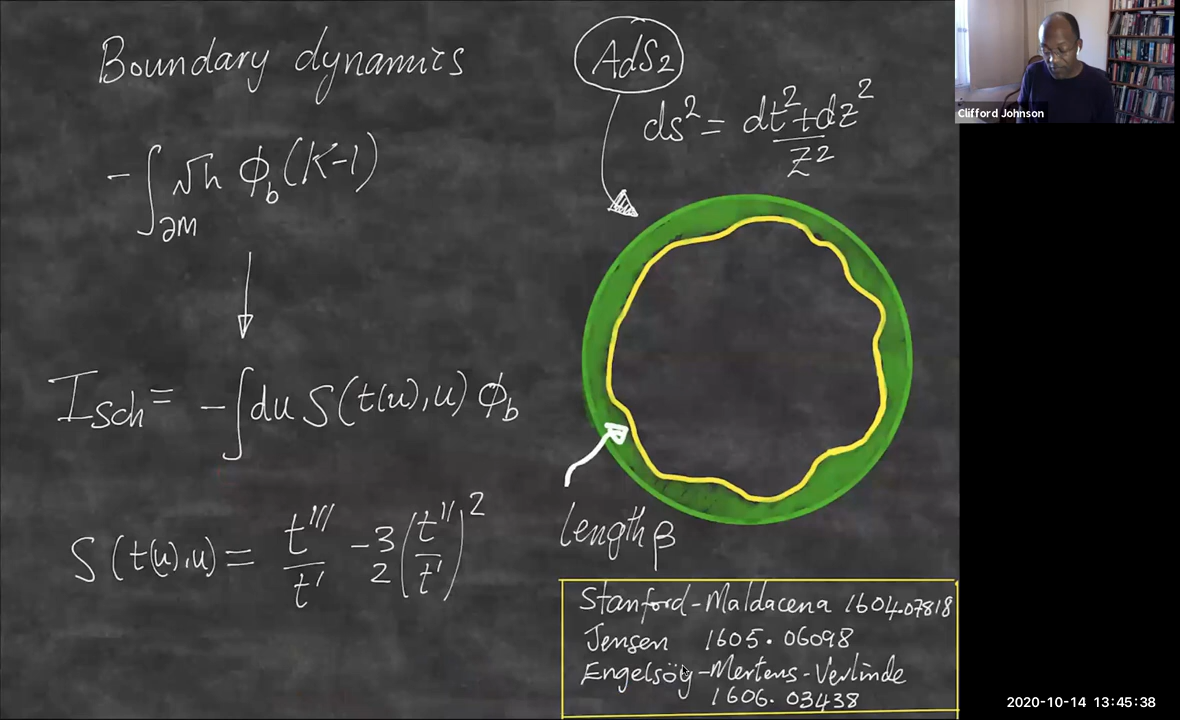 Boundary dynamics
-∫∂M √h ϕb(K-1)
ISch = -∫du S(t(u),u) ϕb
S(t(u),u) = t'''/t' - 3/2 (t''/t')²
AdS2
ds² = dt²+dz² / z²
length β
Stanford-Maldacena 1604.07818
Jensen 1605.06098
Engelsöy-Mertens-Verlinde
1606.03438
Clifford Johnson
2020-10-14 13:45:38